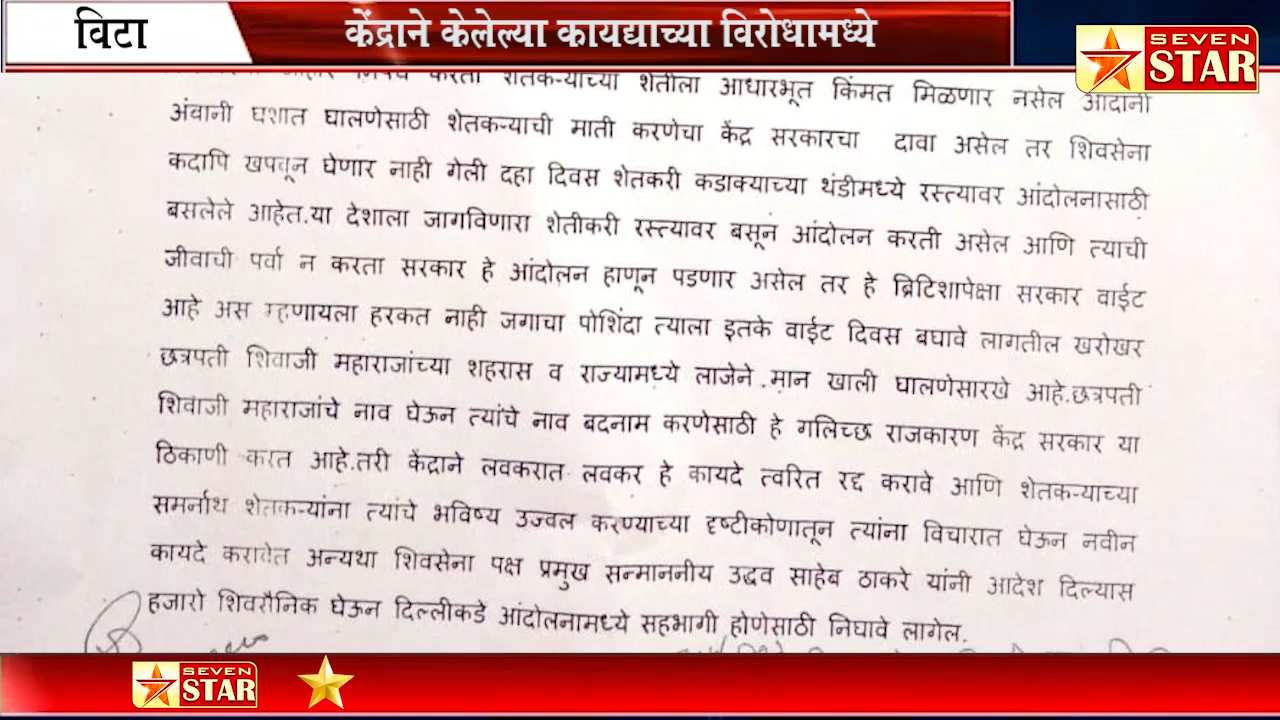 विटा
केंद्राने केलेल्या कायद्याच्या विरोधामध्ये
SEVEN
STAR
करता शेतकऱ्याच्या शेतीला आधारभूत किंमत मिळणार नसेल आदानी
अंबानी घशात घालणेसाठी शेतकऱ्याची माती करणेचा केंद्र सरकारचा दावा असेल तर शिवसेना
कदापि खपवून घेणार नाही गेली दहा दिवस शेतकरी कडाक्याच्या थंडीमध्ये रस्त्यावर आंदोलनासाठी
बसलेले आहेत.या देशाला जागविणारा शेतीकरी रस्त्यावर बसून आंदोलन करती असेल आणि त्याची
जीवाची पर्वा न करता सरकार हे आंदोलन हाणून पडणार असेल तर हे ब्रिटिशापेक्षा सरकार वाईट
आहे अस म्हणायला हरकत नाही जगाचा पोशिंदा त्याला इतके वाईट दिवस बघावे लागतील खरोखर
छत्रपती शिवाजी महाराजांच्या शहरास व राज्यामध्ये लाजेने .मान खाली घालणेसारखे आहे.छत्रपती
शिवाजी महाराजांचे नाव घेऊन त्यांचे नाव बदनाम करणेसाठी हे गलिच्छ राजकारण केंद्र सरकार या
ठिकाणी करत आहे.तरी केंद्राने लवकरात लवकर हे कायदे त्वरित रद्द करावे आणि शेतकऱ्याच्या
समर्नाथ शेतकऱ्यांना त्यांचे भविष्य उज्वल करण्याच्या दृष्टीकोणातून त्यांना विचारात घेऊन नवीन
कायदे करावेत अन्यथा शिवसेना पक्ष प्रमुख सन्माननीय उद्धव साहेब ठाकरे यांनी आदेश दिल्यास
हजारो शिवसैनिक घेऊन दिल्लीकडे आंदोलनामध्ये सहभागी होणेसाठी निघावे लागेल.
SEVEN
STAR